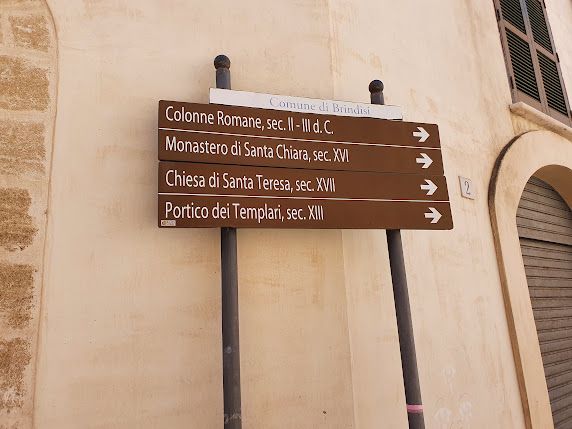 Comune di Brindisi
Colonne Romane, sec. II - III d. C.
Monastero di Santa Chiara, sec. XVI
Chiesa di Santa Teresa, sec. XVII
Portico dei Templari, sec. XIII
2